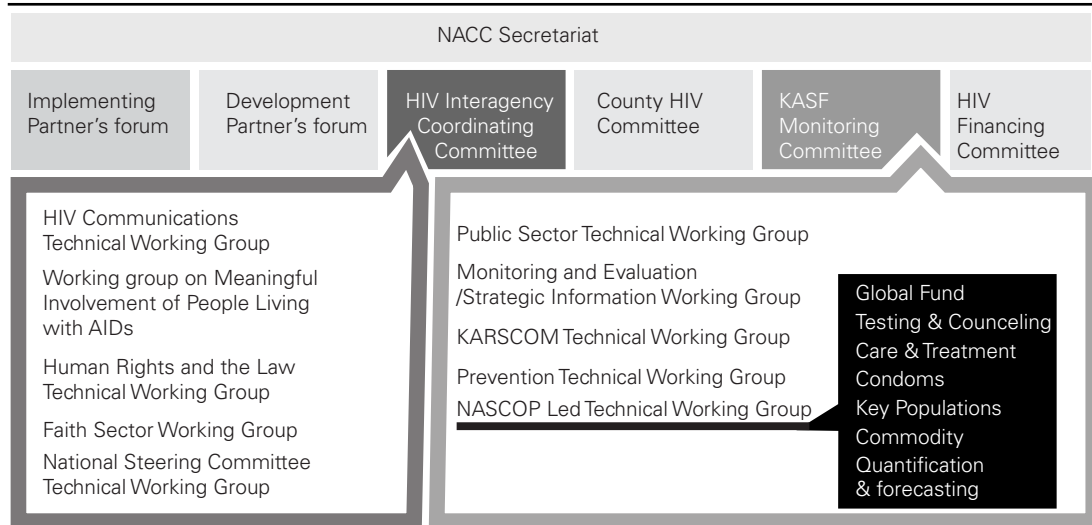 NACC Secretariat
Implementing
Partner's forum
Development
Partner's forum
HIV Interagency
Coordinating
Committee
County HIV
Committee
KASF
Monitoring
Committee
HIV
Financing
Committee
HIV Communications
Technical Working Group
Working group on Meaningful
Involvement of People Living
with AIDs
Human Rights and the Law
Technical Working Group
Faith Sector Working Group
National Steering Committee
Technical Working Group
Public Sector Technical Working Group
Monitoring and Evaluation
/Strategic Information Working Group
KARSCOM Technical Working Group
Prevention Technical Working Group
NASCOP Led Technical Working Group
Global Fund
Testing & Counceling
Care & Treatment
Condoms
Key Populations
Commodity
Quantification
& forecasting